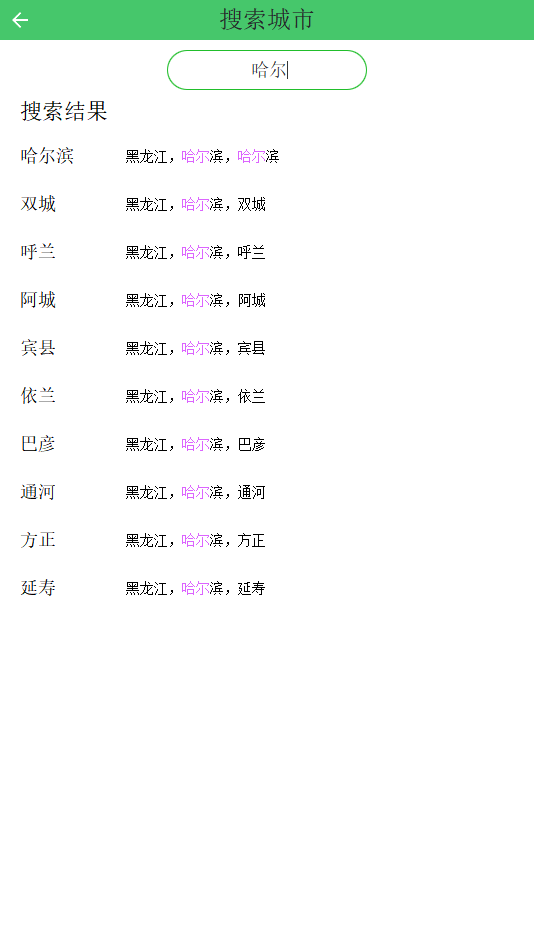 搜索城市
哈尔
搜索结果
哈尔滨 黑龙江，哈尔滨，哈尔滨
双城 黑龙江，哈尔滨，双城
呼兰 黑龙江，哈尔滨，呼兰
阿城 黑龙江，哈尔滨，阿城
宾县 黑龙江，哈尔滨，宾县
依兰 黑龙江，哈尔滨，依兰
巴彦 黑龙江，哈尔滨，巴彦
通河 黑龙江，哈尔滨，通河
方正 黑龙江，哈尔滨，方正
延寿 黑龙江，哈尔滨，延寿